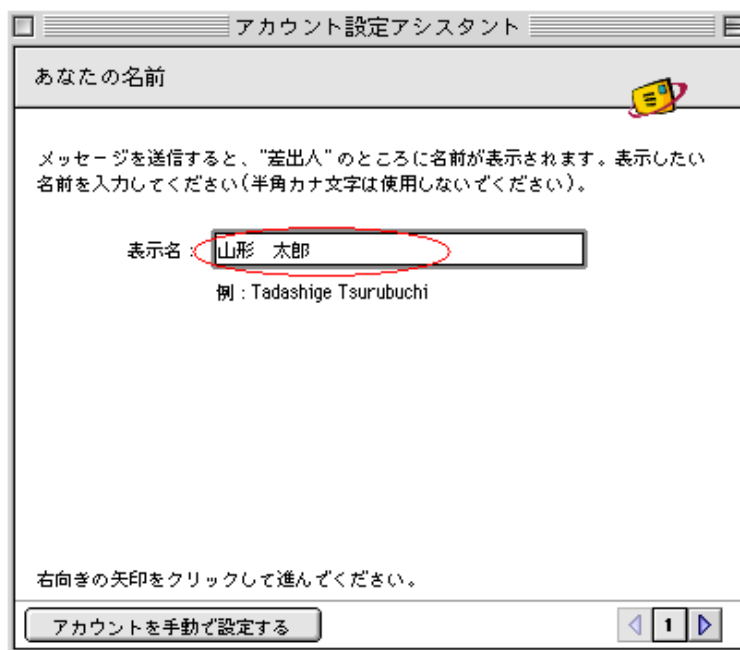 アカウント設定アシスタント
あなたの名前
メッセージを送信すると、"差出人"のところに名前が表示されます。表示したい
名前を入力してください(半角カナ文字は使用しないでください)。
表示名: 山形　太郎
例:Tadashige Tsurubuchi
右向きの矢印をクリックして進んでください。
アカウントを手動で設定する 1